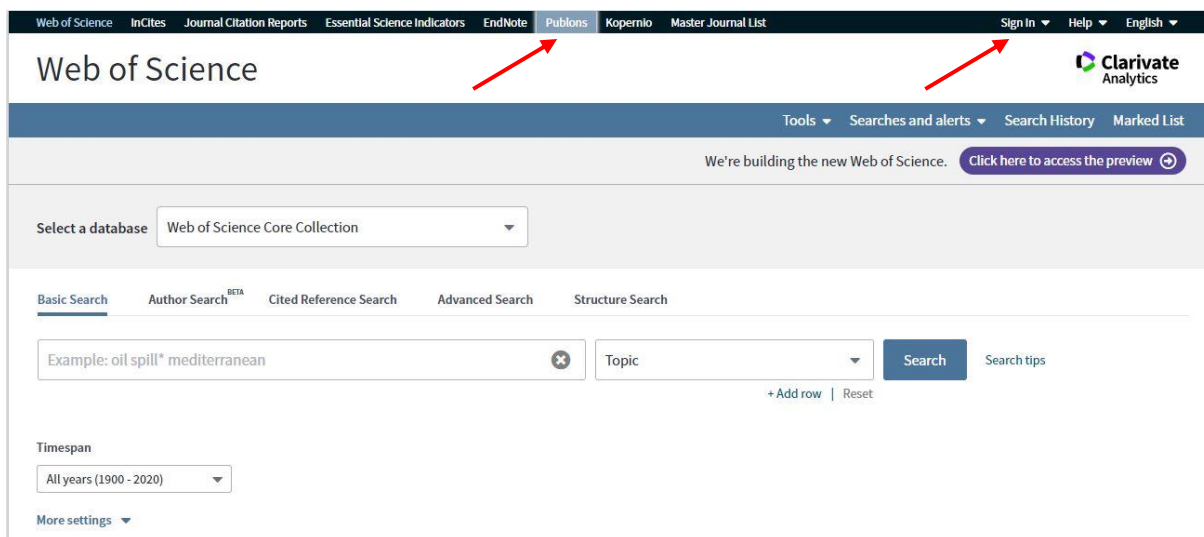 Web of Science InCites Journal Citation Reports Essential Science Indicators EndNote Publons Kopernio Master Journal List Sign In Help English
Web of Science
Clarivate
Analytics
Tools Searches and alerts Search History Marked List
We're building the new Web of Science. Click here to access the preview
Select a database Web of Science Core Collection
Basic Search Author Search BETA Cited Reference Search Advanced Search Structure Search
Example: oil spill* mediterranean Topic Search Search tips
+ Add row | Reset
Timespan
All years (1900 - 2020)
More settings